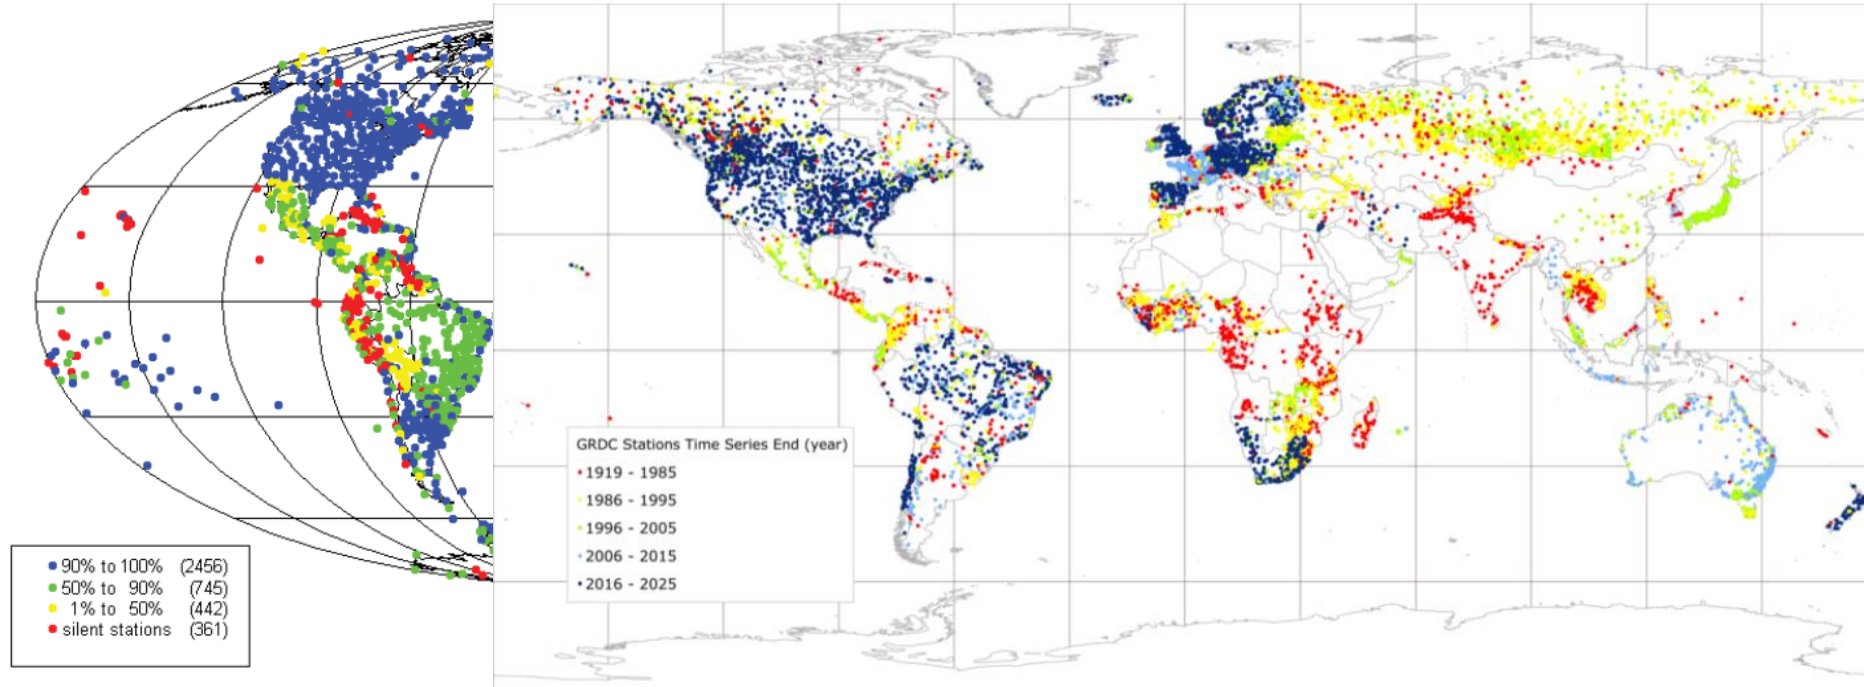 90% to 100% (2456)
50% to 90% (745)
1% to 50% (442)
silent stations (361)
GRDC Stations Time Series End (year)
1919 - 1985
1986 - 1995
1996 - 2005
2006 - 2015
2016 - 2025